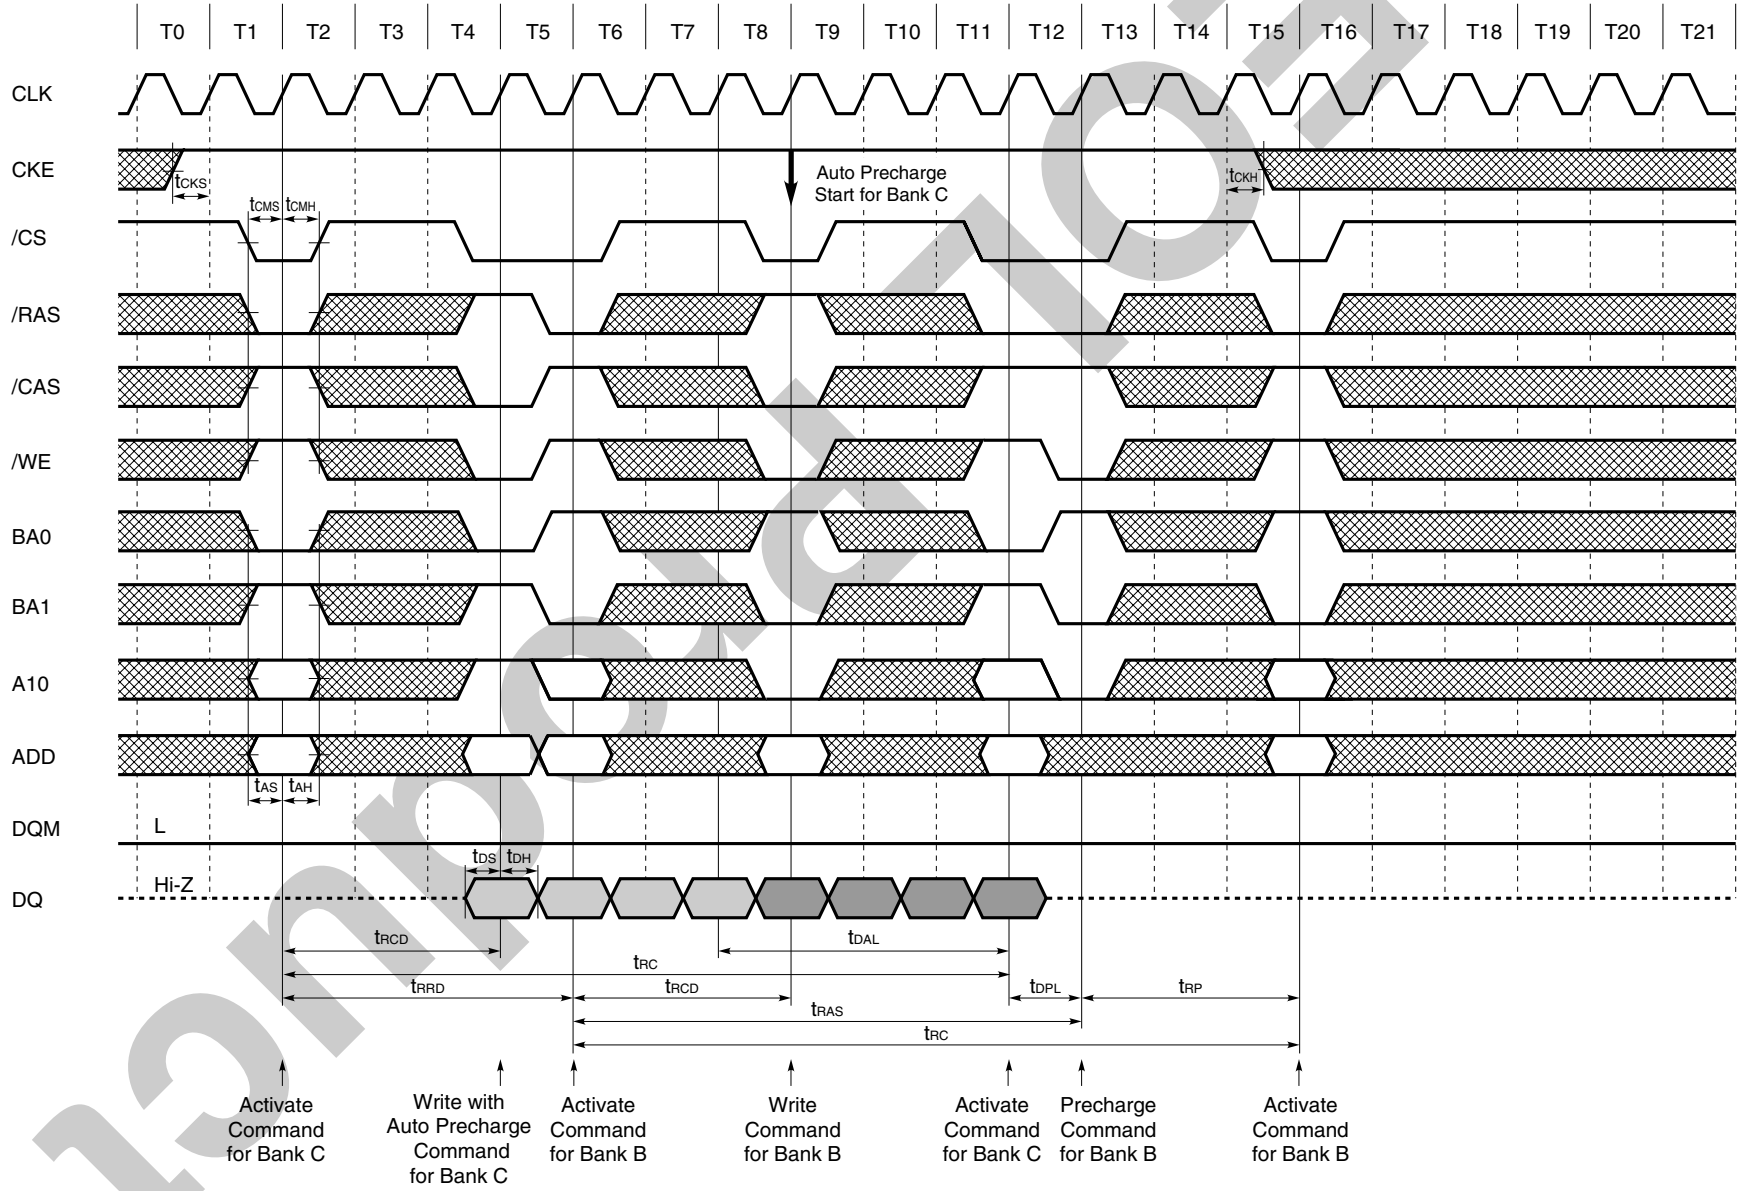 T0 T1 T2 T3 T4 T5 T6 T7 T8 T9 T10 T11 T12 T13 T14 T15 T16 T17 T18 T19 T20 T21
CLK
CKE
tCKS
Auto Precharge
Start for Bank C
tCKH
tCMS tCMH
/CS
/RAS
/CAS
/WE
BA0
BA1
A10
ADD
tAS tAH
DQM
L
tDS tDH
Hi-Z
DQ
tRCD
tDAL
tRC
tRRD
tRCD
tDPL
tRP
tRAS
tRC
Activate
Command
for Bank C
Write with
Auto Precharge
Command
for Bank C
Activate
Command
for Bank B
Write
Command
for Bank B
Activate
Command
for Bank C
Precharge
Command
for Bank B
Activate
Command
for Bank B
EOL Product